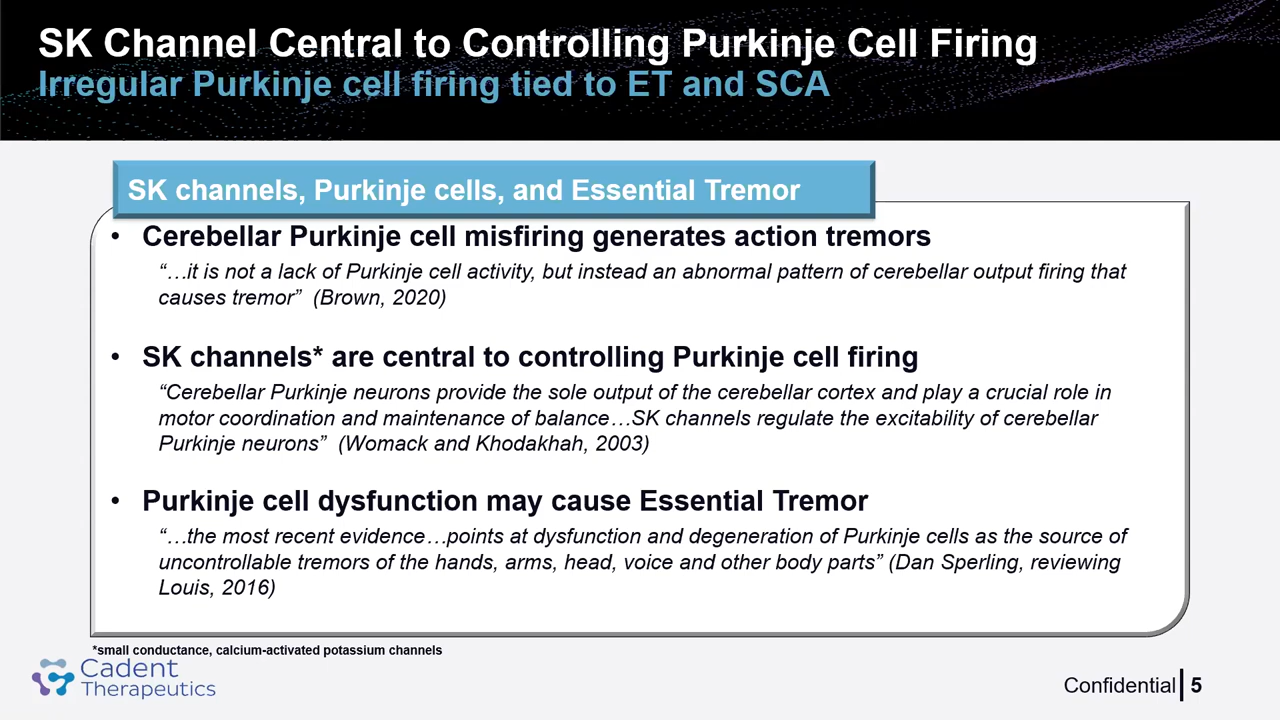 SK Channel Central to Controlling Purkinje Cell Firing
Irregular Purkinje cell firing tied to ET and SCA
SK channels, Purkinje cells, and Essential Tremor
• Cerebellar Purkinje cell misfiring generates action tremors
“…it is not a lack of Purkinje cell activity, but instead an abnormal pattern of cerebellar output firing that
causes tremor”  (Brown, 2020)
• SK channels* are central to controlling Purkinje cell firing
“Cerebellar Purkinje neurons provide the sole output of the cerebellar cortex and play a crucial role in
motor coordination and maintenance of balance…SK channels regulate the excitability of cerebellar
Purkinje neurons”  (Womack and Khodakhah, 2003)
• Purkinje cell dysfunction may cause Essential Tremor
“…the most recent evidence…points at dysfunction and degeneration of Purkinje cells as the source of
uncontrollable tremors of the hands, arms, head, voice and other body parts” (Dan Sperling, reviewing
Louis, 2016)
*small conductance, calcium-activated potassium channels
Cadent
Therapeutics
Confidential 5